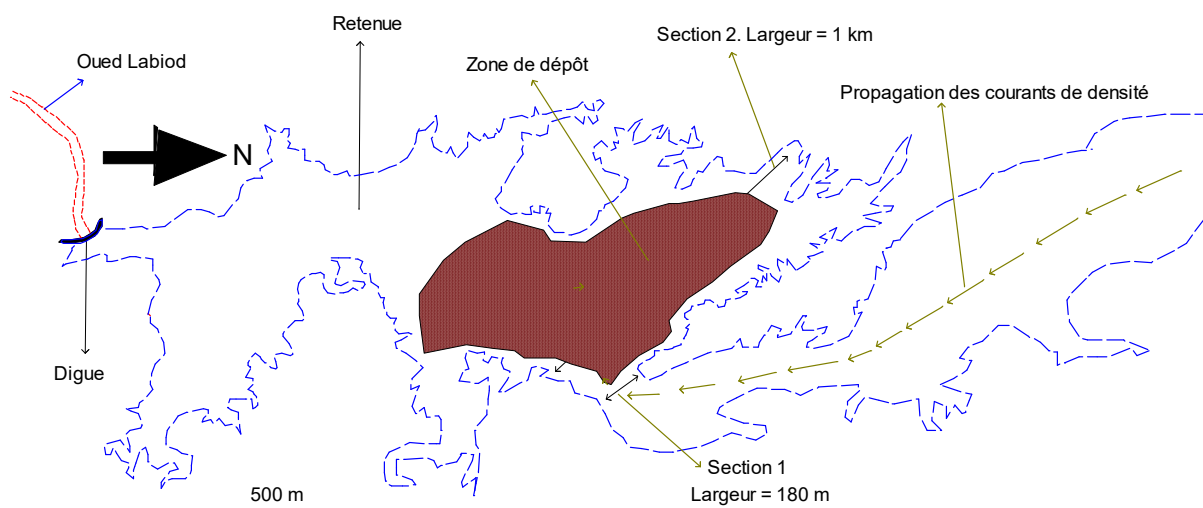 Retenue
Section 2. Largeur = 1 km
Oued Labiod
Zone de dépôt
Propagation des courants de densité
N
Digue
Section 1
500 m
Largeur = 180 m